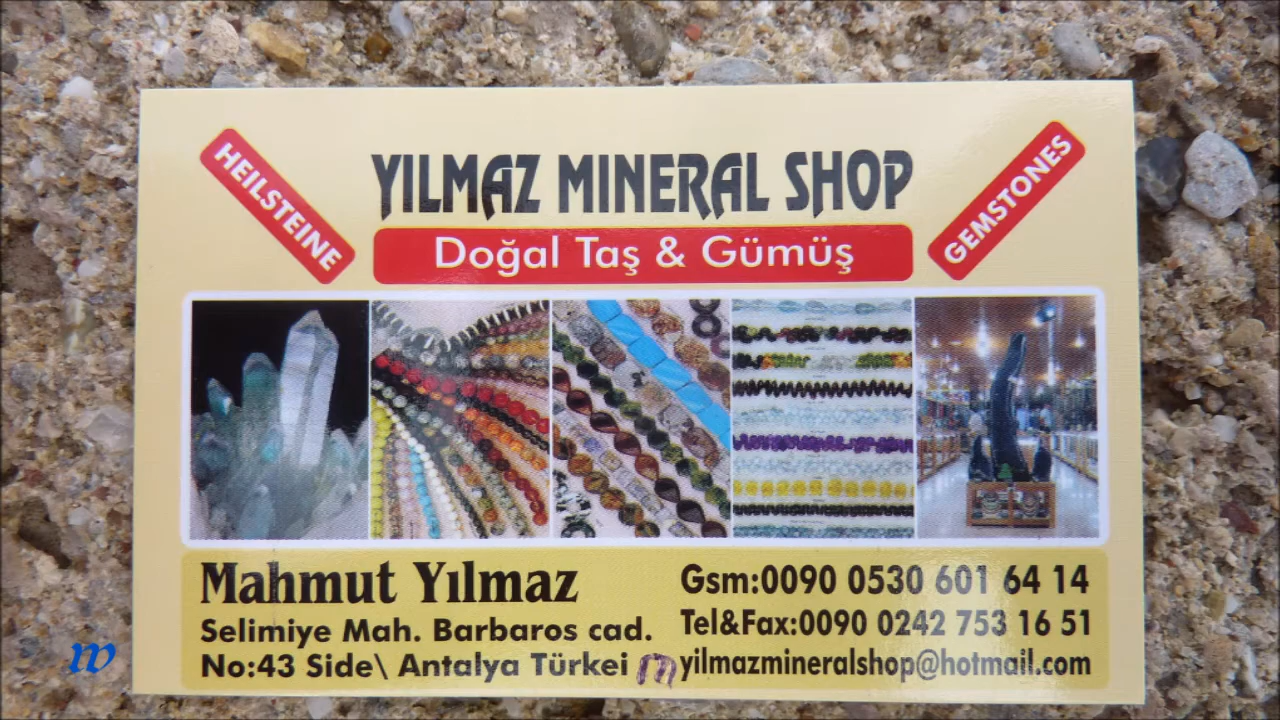 HEILSTEINE
YILMAZ MINERAL SHOP
GEMSTONES
Doğal Taş & Gümüş
Mahmut Yılmaz
Selimiye Mah. Barbaros cad.
No:43 Side\ Antalya Türkei
Gsm:0090 0530 601 64 14
Tel&Fax:0090 0242 753 16 51
myilmazmineralshop@hotmail.com
w